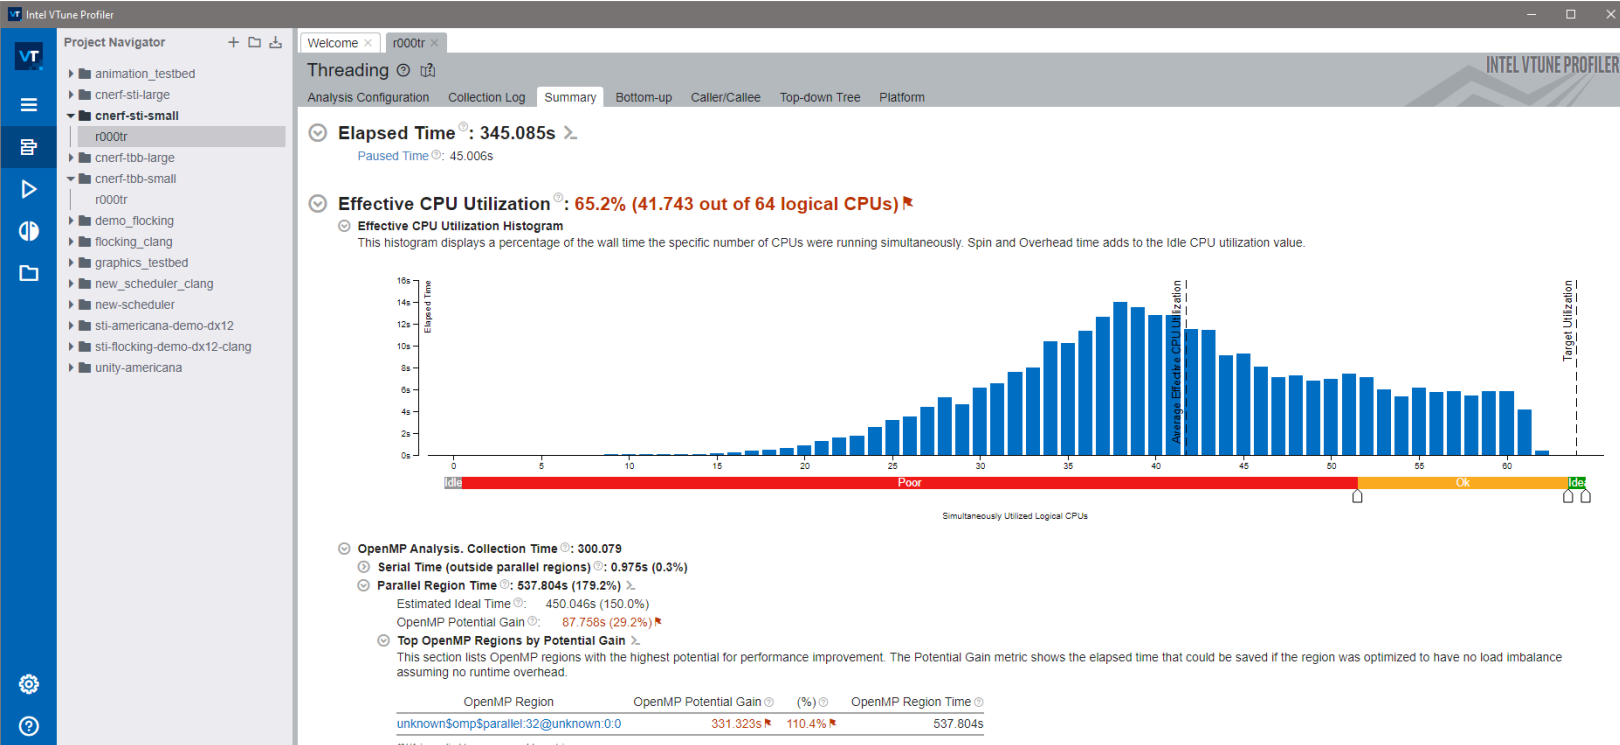 Intel VTune Profiler
VT
Project Navigator
animation_testbed
cnerf-sti-large
cnerf-sti-small
r000tr
cnerf-tbb-large
cnerf-tbb-small
r000tr
demo_flocking
flocking_clang
graphics_testbed
new_scheduler_clang
new-scheduler
sti-americana-demo-dx12
sti-flocking-demo-dx12-clang
unity-americana
Welcome
r000tr
Threading
INTEL VTUNE PROFILER
Analysis Configuration Collection Log Summary Bottom-up Caller/Callee Top-down Tree Platform
Elapsed Time : 345.085s
Paused Time : 45.006s
Effective CPU Utilization : 65.2% (41.743 out of 64 logical CPUs)
Effective CPU Utilization Histogram
This histogram displays a percentage of the wall time the specific number of CPUs were running simultaneously. Spin and Overhead time adds to the Idle CPU utilization value.
16s
14s
12s
10s
8s
6s
4s
2s
0s
Elapsed Time
Average Effective CPU Utilization
Target Utilization
0 5 10 15 20 25 30 35 40 45 50 55 60
Idle Poor Ok Idea
Simultaneously Utilized Logical CPUs
OpenMP Analysis. Collection Time : 300.079
Serial Time (outside parallel regions) : 0.975s (0.3%)
Parallel Region Time : 537.804s (179.2%)
Estimated Ideal Time : 450.046s (150.0%)
OpenMP Potential Gain : 87.758s (29.2%)
Top OpenMP Regions by Potential Gain
This section lists OpenMP regions with the highest potential for performance improvement. The Potential Gain metric shows the elapsed time that could be saved if the region was optimized to have no load imbalance
assuming no runtime overhead.
OpenMP Region OpenMP Potential Gain (%) OpenMP Region Time
unknown$omp$parallel:32@unknown:0:0 331.323s 110.4% 537.804s